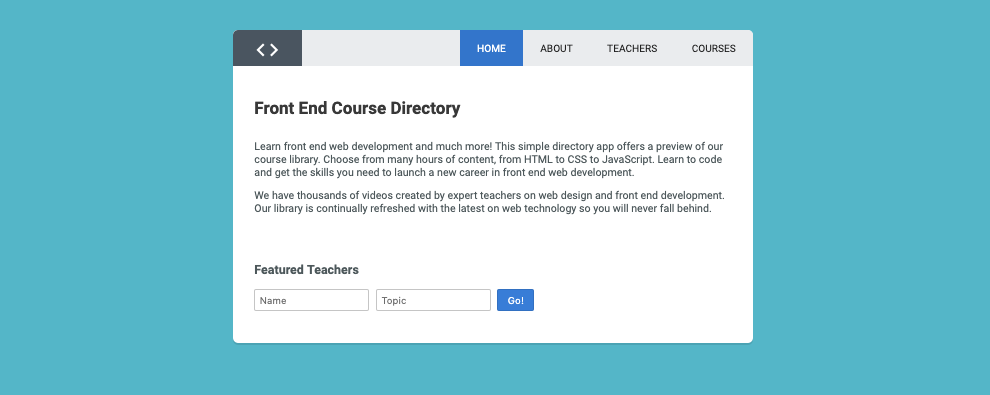 HOME ABOUT TEACHERS COURSES
Front End Course Directory
Learn front end web development and much more! This simple directory app offers a preview of our
course library. Choose from many hours of content, from HTML to CSS to JavaScript. Learn to code
and get the skills you need to launch a new career in front end web development.
We have thousands of videos created by expert teachers on web design and front end development.
Our library is continually refreshed with the latest on web technology so you will never fall behind.
Featured Teachers
Name Topic Go!